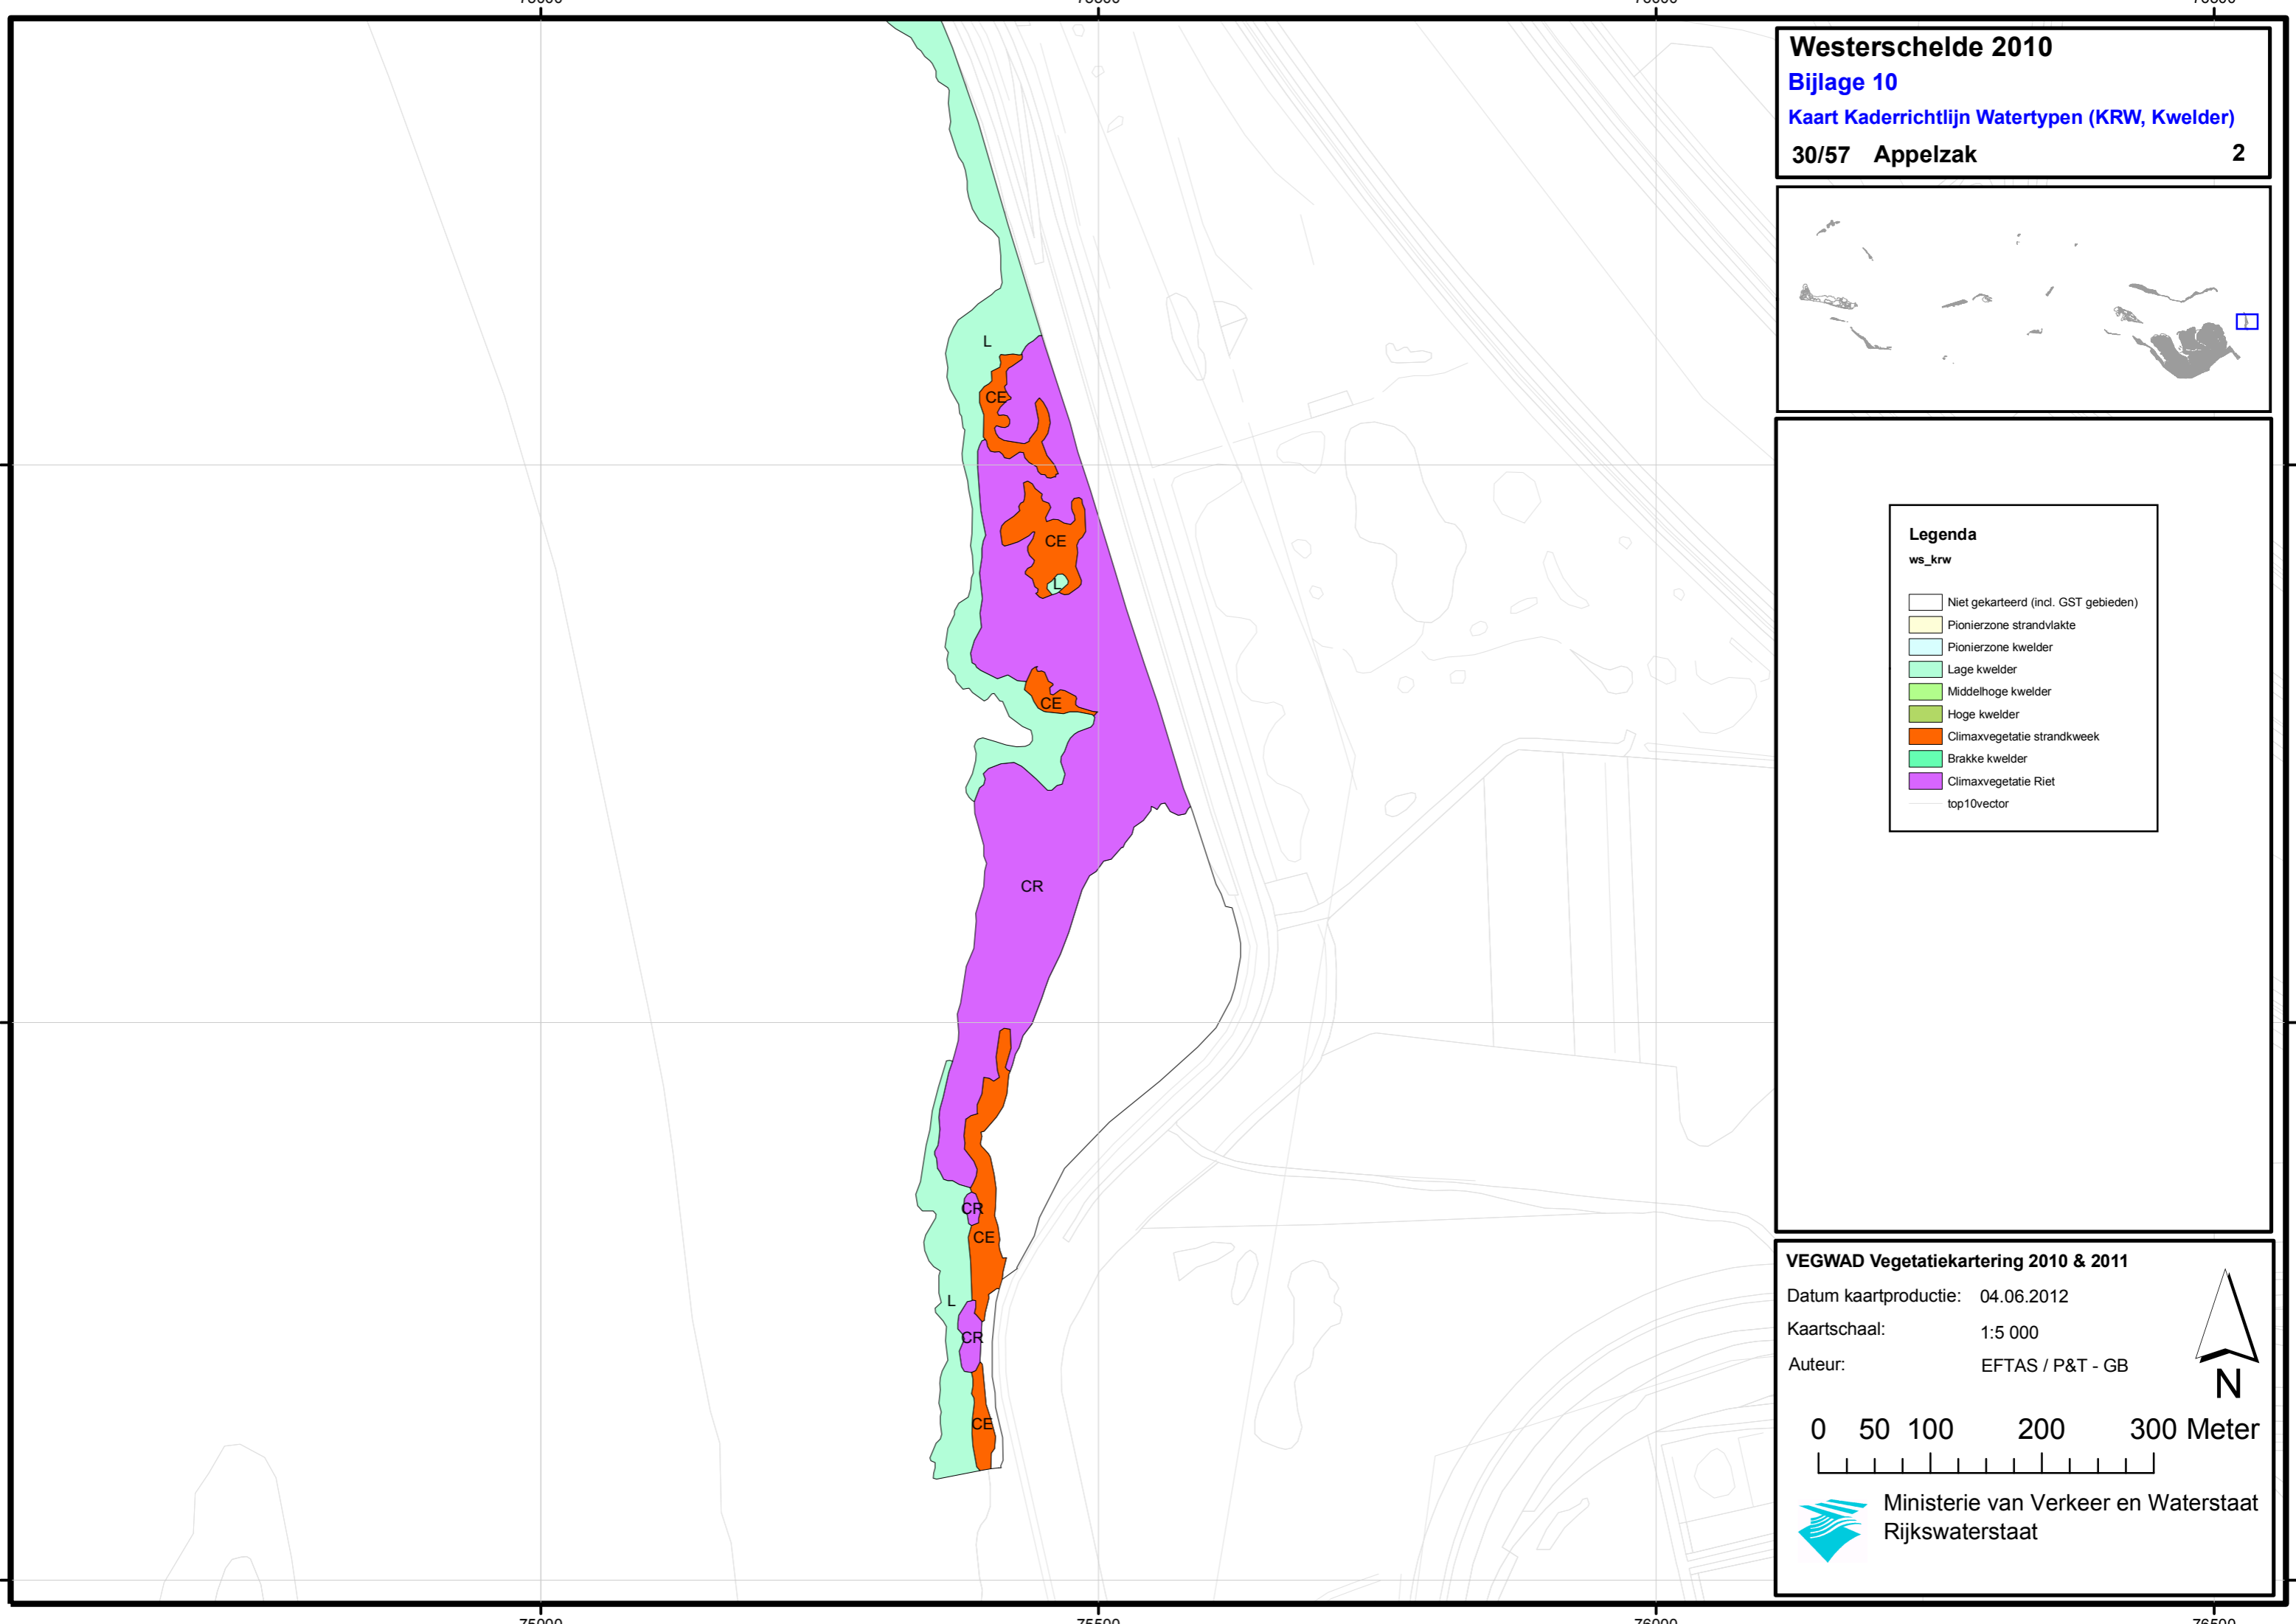 Westerschelde 2010
Bijlage 10
Kaart Kaderrichtlijn Watertypen (KRW, Kwelder)
30/57 Appelzak 2
L
CE
CE
L
CE
CR
CR
CE
L
CR
CE
Legenda
ws_krw
Niet gekarteerd (incl. GST gebieden)
Pionierzone strandvlakte
Pionierzone kwelder
Lage kwelder
Middelhoge kwelder
Hoge kwelder
Climaxvegetatie strandkweek
Brakke kwelder
Climaxvegetatie Riet
top10vector
VEGWAD Vegetatiekartering 2010 & 2011
Datum kaartproductie: 04.06.2012
Kaartschaal: 1:5 000
Auteur: EFTAS / P&T - GB
N
0 50 100 200 300 Meter
Ministerie van Verkeer en Waterstaat
Rijkswaterstaat
75000 75500 76000 76500